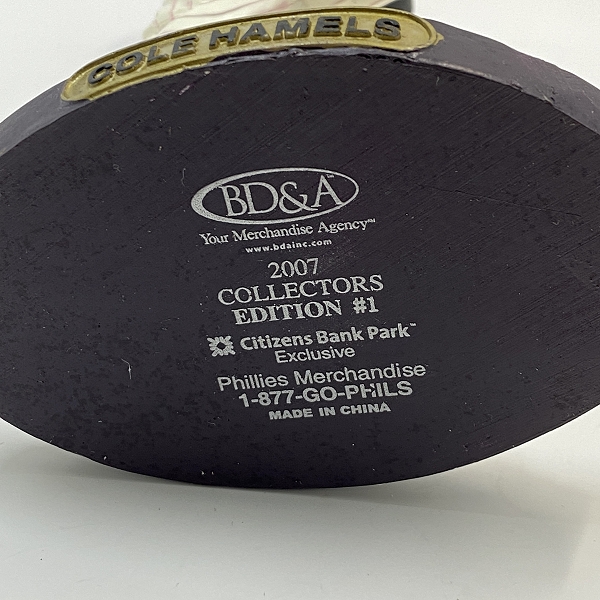 COLE HAMELS
BD&A™
Your Merchandise Agency™
www.bdainc.com
2007
COLLECTORS
EDITION #1
Citizens Bank Park™
Exclusive
Phillies Merchandise
1-877-GO-PHILS
MADE IN CHINA